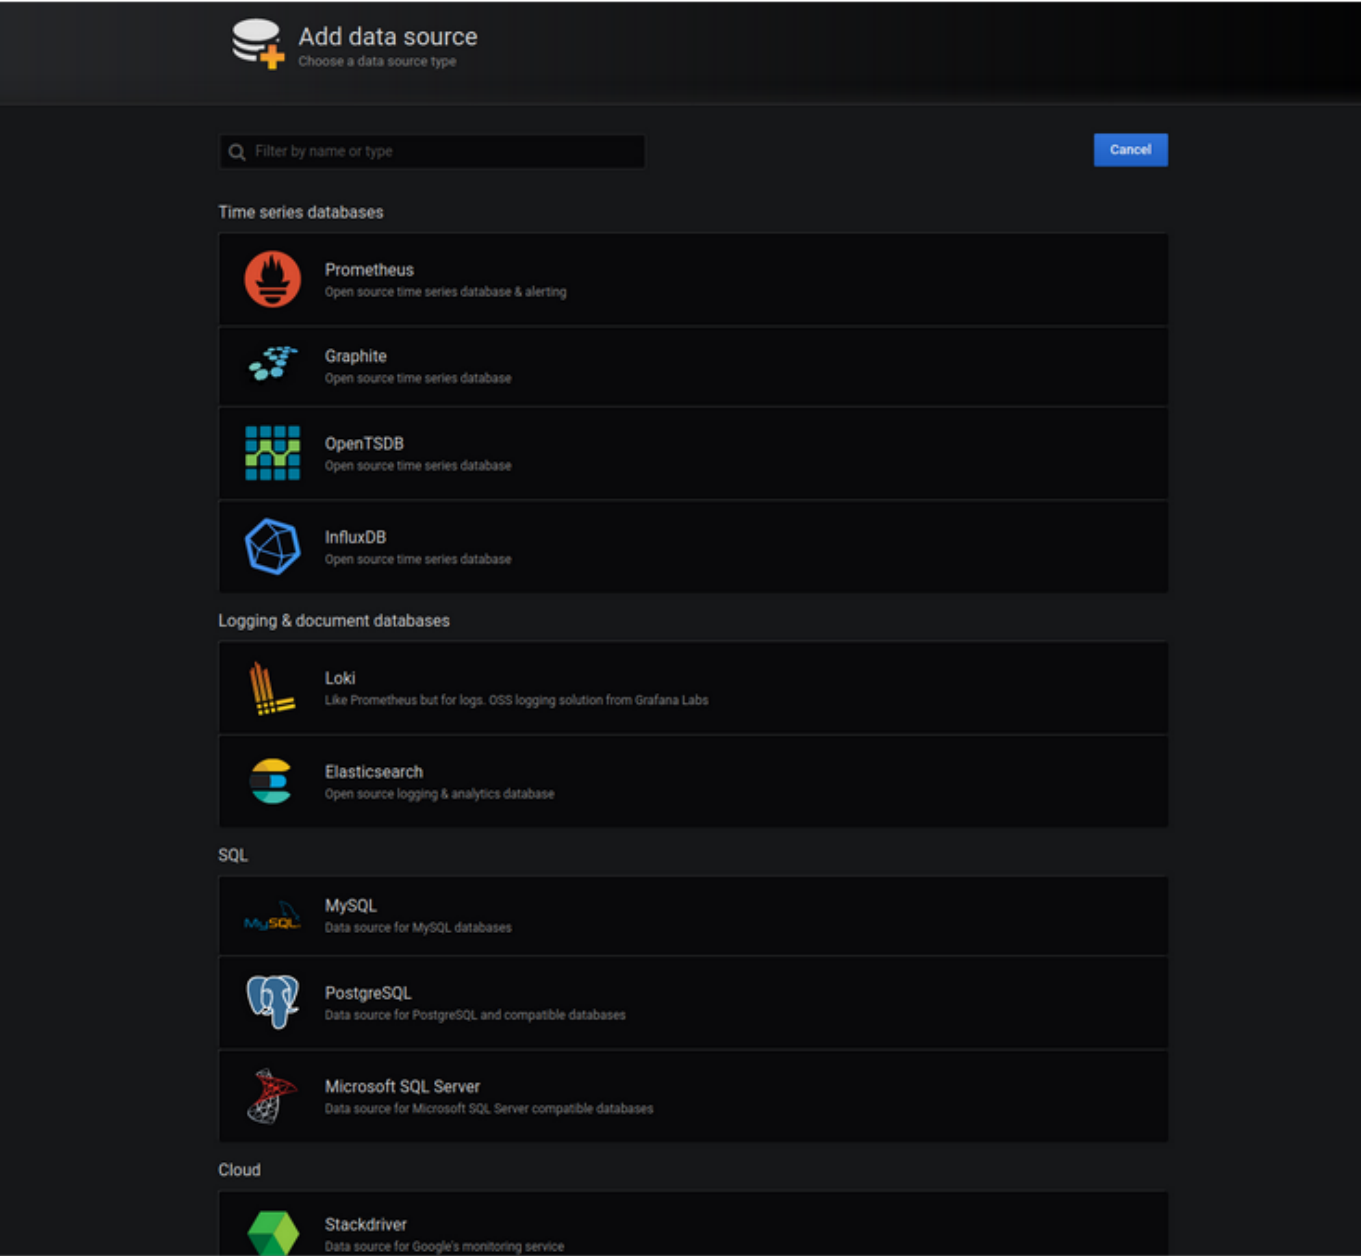 Add data source
Choose a data source type
Filter by name or type
Cancel
Time series databases
Prometheus
Open source time series database & alerting
Graphite
Open source time series database
OpenTSDB
Open source time series database
InfluxDB
Open source time series database
Logging & document databases
Loki
Like Prometheus but for logs. OSS logging solution from Grafana Labs
Elasticsearch
Open source logging & analytics database
SQL
MySQL
MySQL
Data source for MySQL databases
PostgreSQL
Data source for PostgreSQL and compatible databases
Microsoft SQL Server
Data source for Microsoft SQL Server compatible databases
Cloud
Stackdriver
Data source for Google's monitoring service